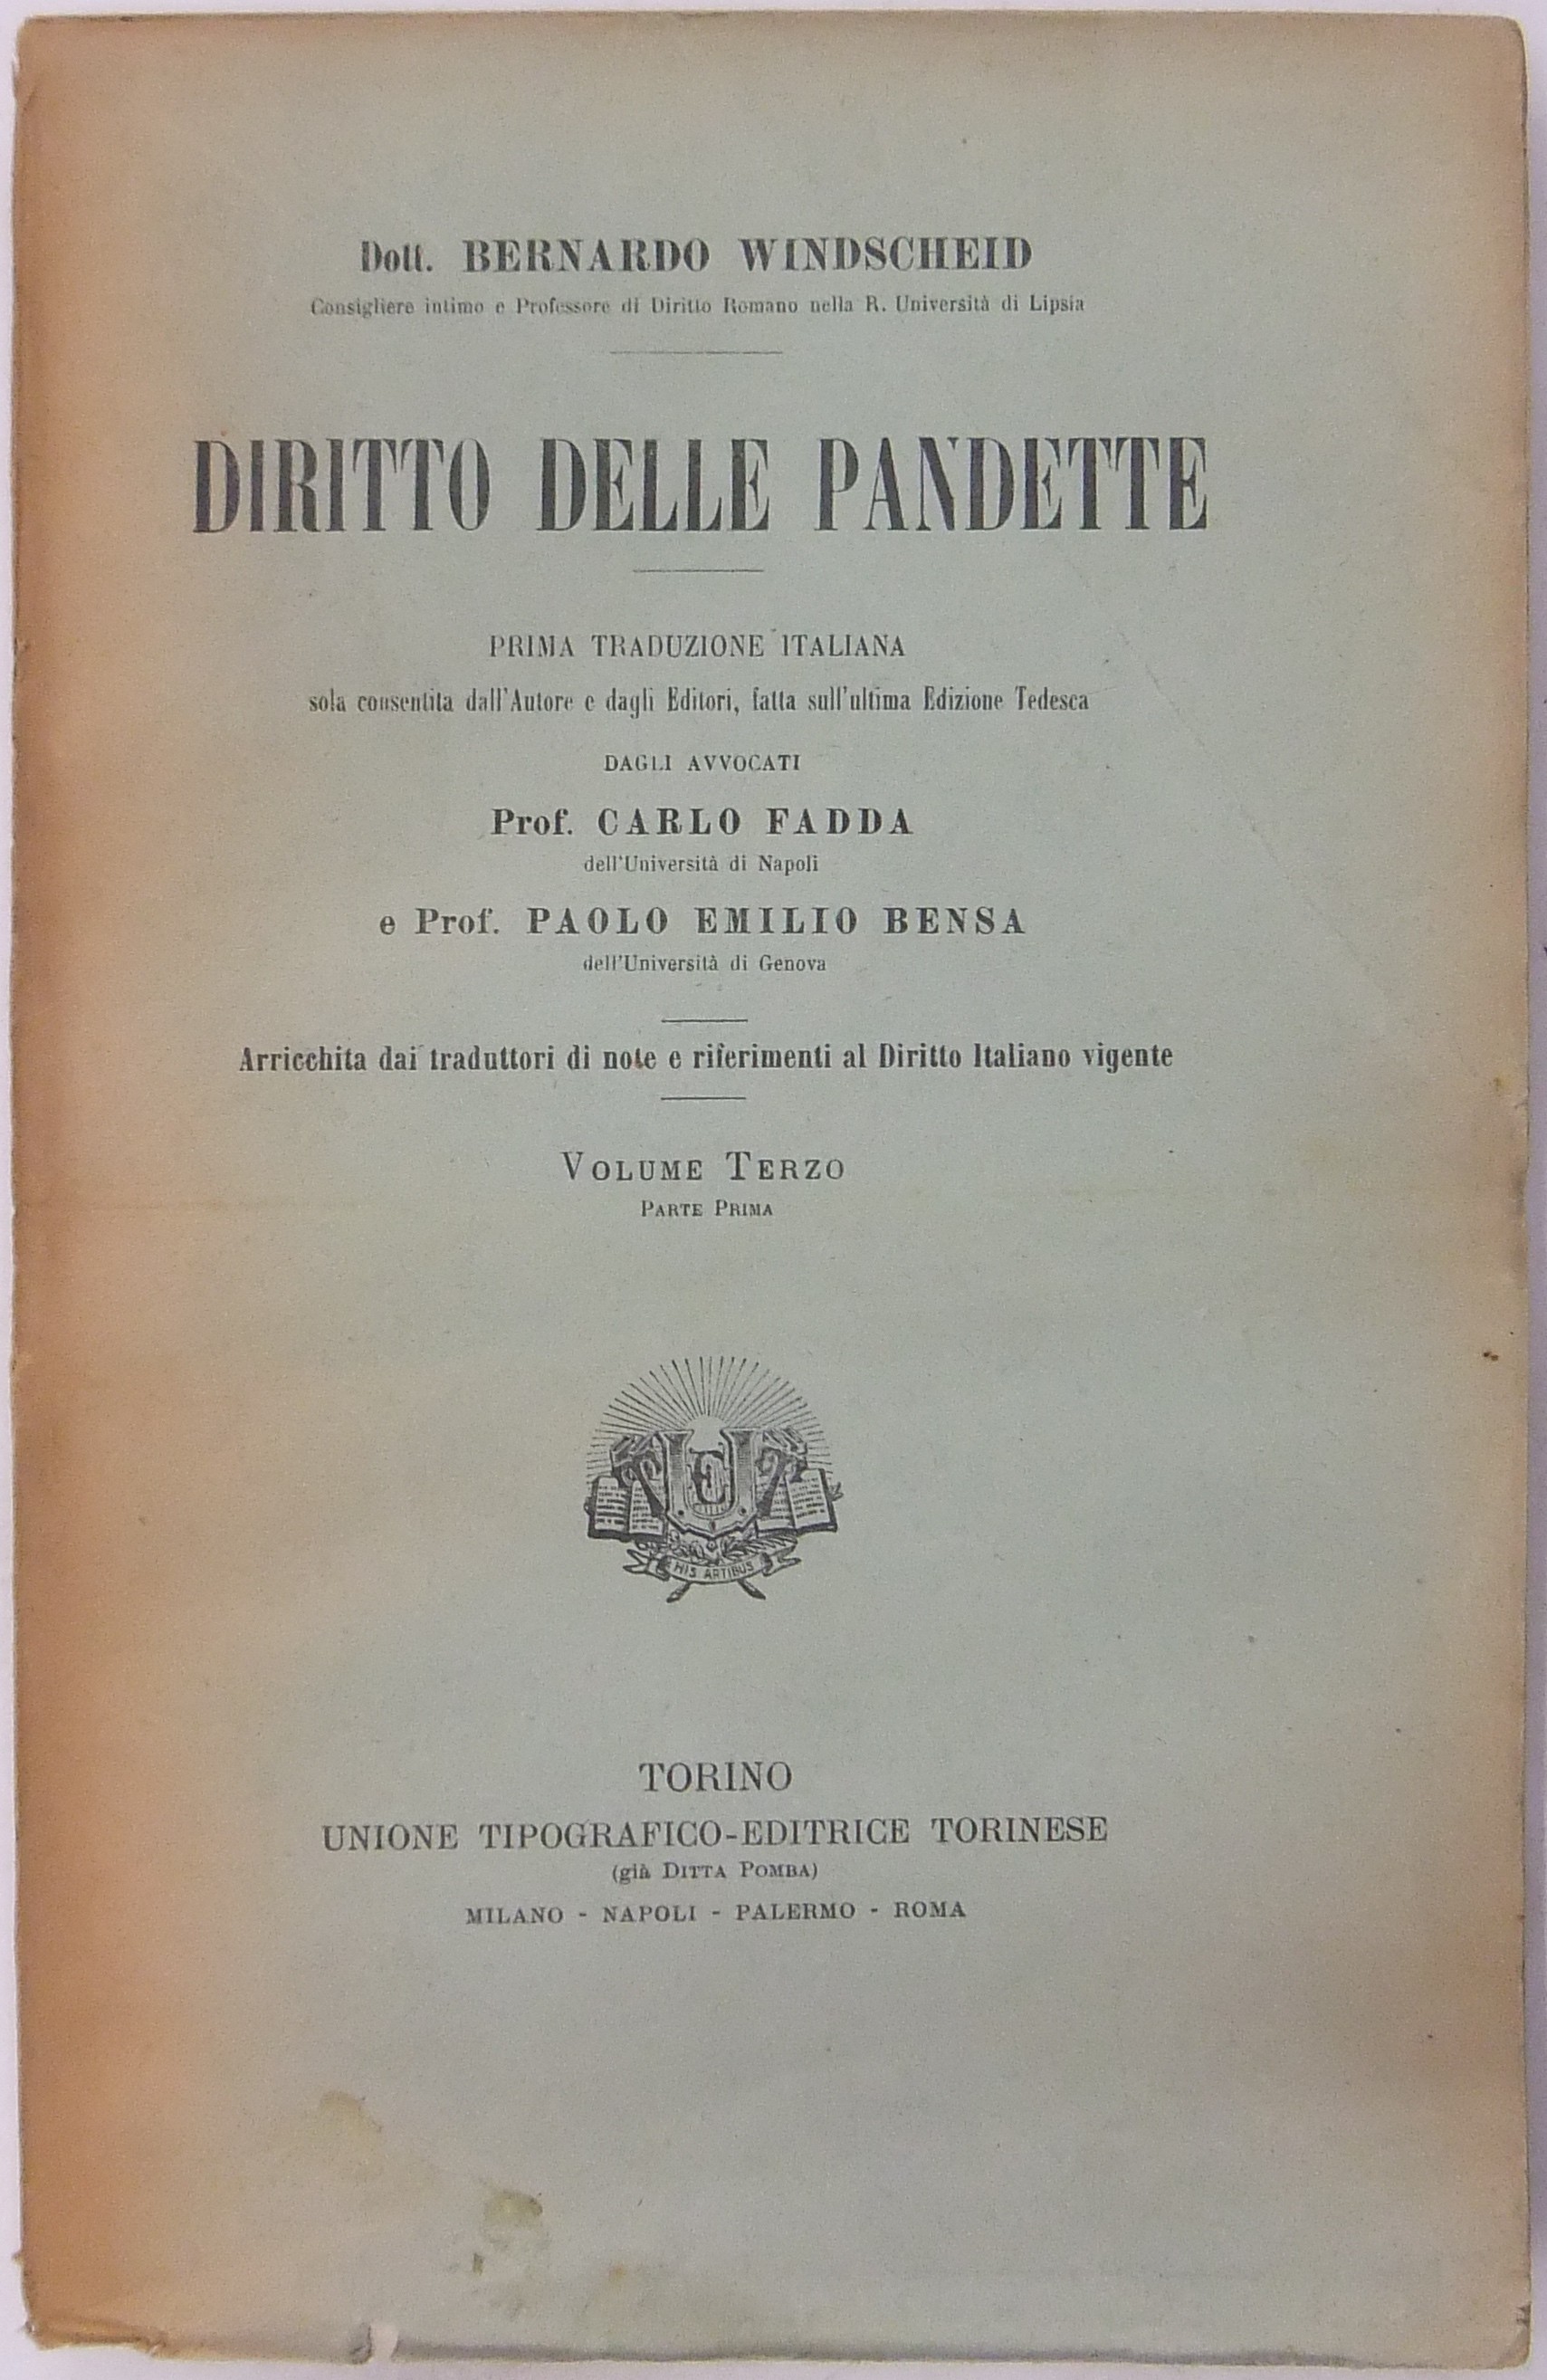 Dott. BERNARDO WINDSCHEID
Consigliere intimo e Professore di Diritto Romano nella R. Università di Lipsia
DIRITTO DELLE PANDETTE
PRIMA TRADUZIONE ITALIANA
sola consentita dall'Autore e dagli Editori, fatta sull'ultima Edizione Tedesca
DAGLI AVVOCATI
Prof. CARLO FADDA
dell'Università di Napoli
e Prof. PAOLO EMILIO BENSA
dell'Università di Genova
Arricchita dai traduttori di note e riferimenti al Diritto Italiano vigente
VOLUME TERZO
PARTE PRIMA
UTET
HIS ARTIBUS
TORINO
UNIONE TIPOGRAFICO-EDITRICE TORINESE
(già DITTA POMBA)
MILANO - NAPOLI - PALERMO - ROMA